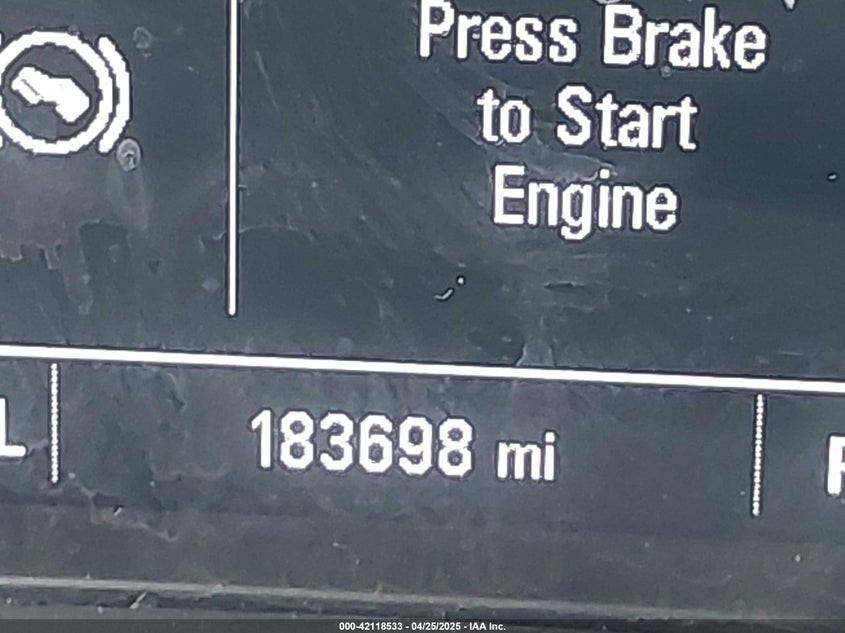 Press Brake
to Start
Engine
L
183698 mi
000-42118533 - 04/25/2025 - IAA Inc.